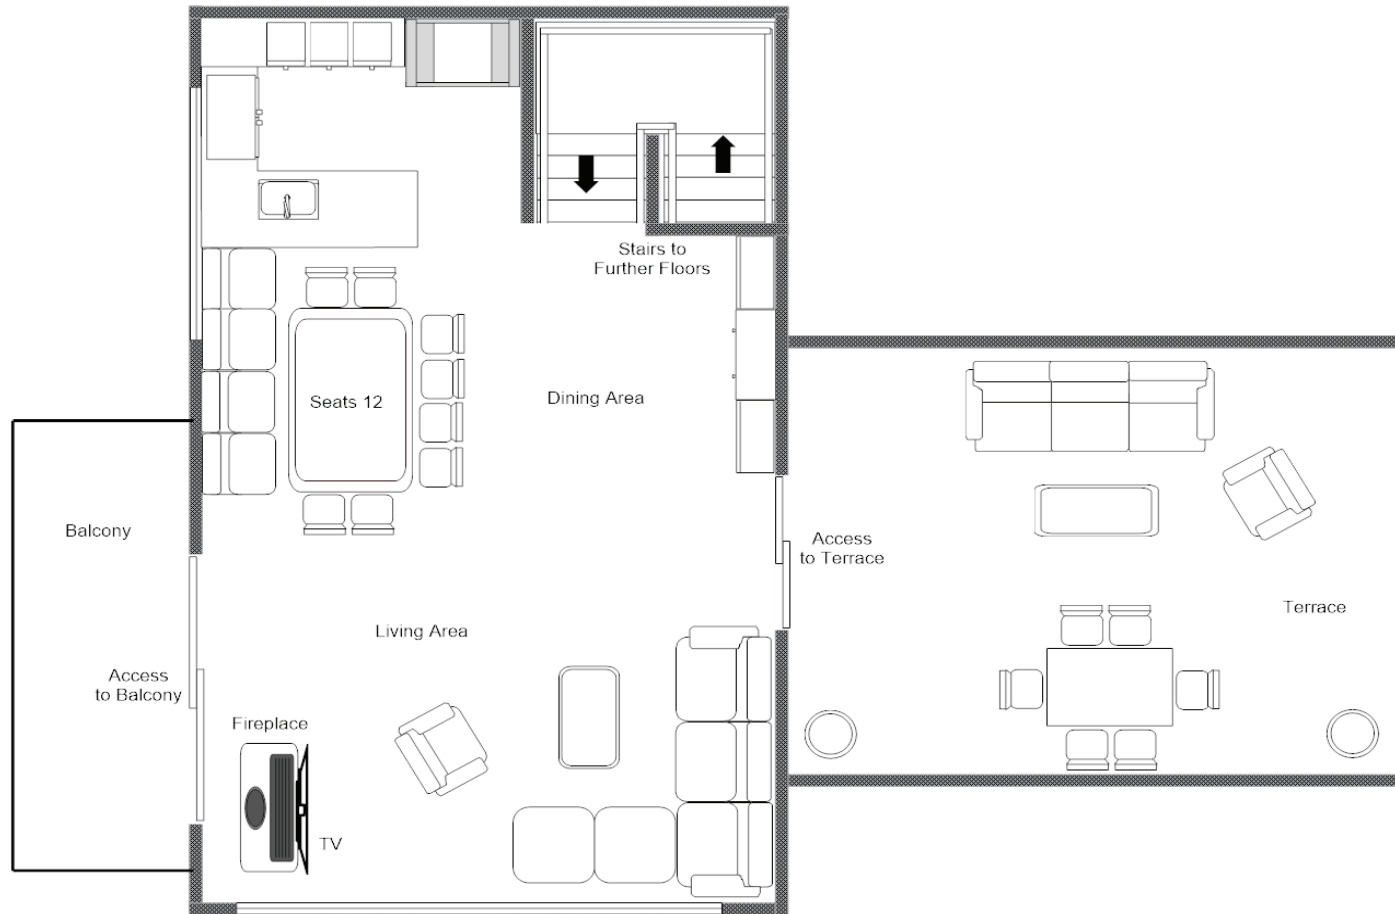 Stairs to
Further Floors
Seats 12
Dining Area
Balcony
Access
to Terrace
Terrace
Living Area
Access
to Balcony
Fireplace
TV